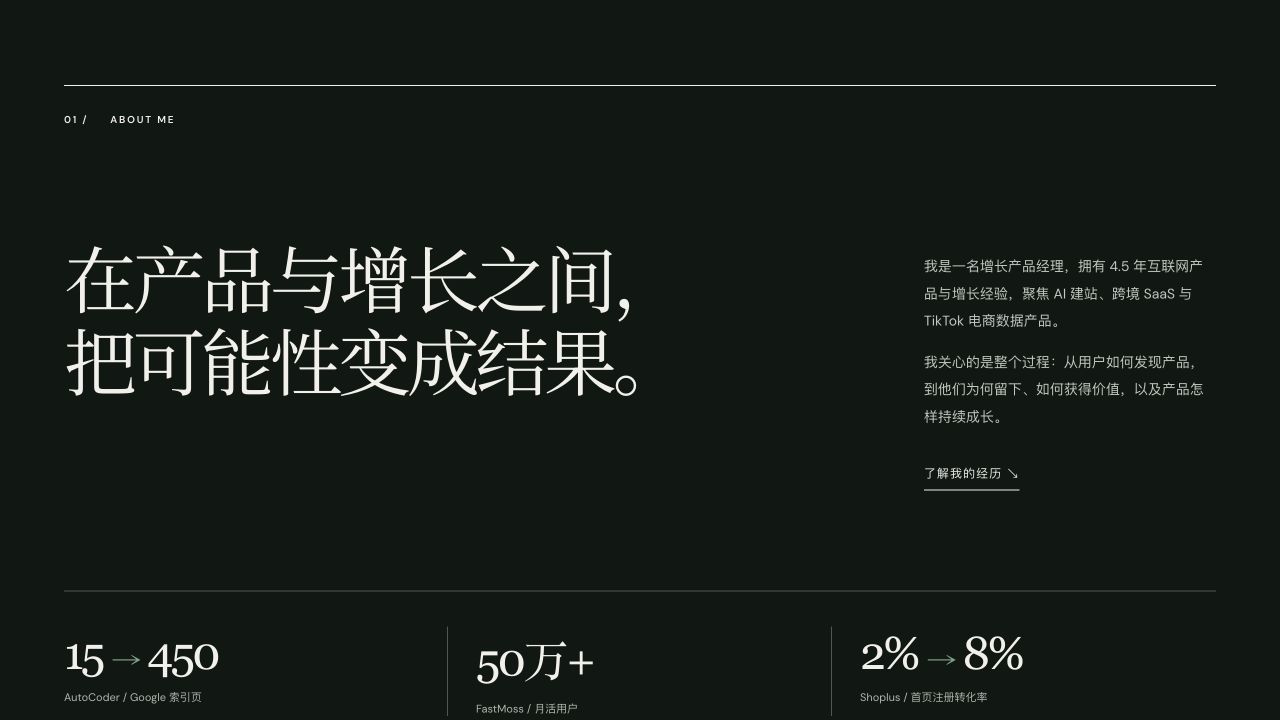 01 / ABOUT ME
在产品与增长之间，
把可能性变成结果。
我是一名增长产品经理，拥有 4.5 年互联网产
品与增长经验，聚焦 AI 建站、跨境 SaaS 与
TikTok 电商数据产品。
我关心的是整个过程：从用户如何发现产品，
到他们为何留下、如何获得价值，以及产品怎
样持续成长。
了解我的经历 ↘
15 → 450
AutoCoder / Google 索引页
50万+
FastMoss / 月活用户
2% → 8%
Shoplus / 首页注册转化率